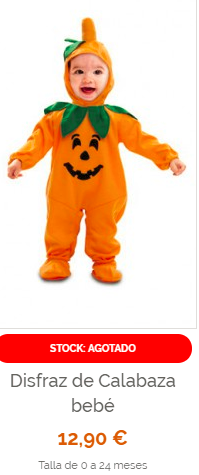 STOCK: AGOTADO
Disfraz de Calabaza
bebé
12,90 €
Talla de 0 a 24 meses